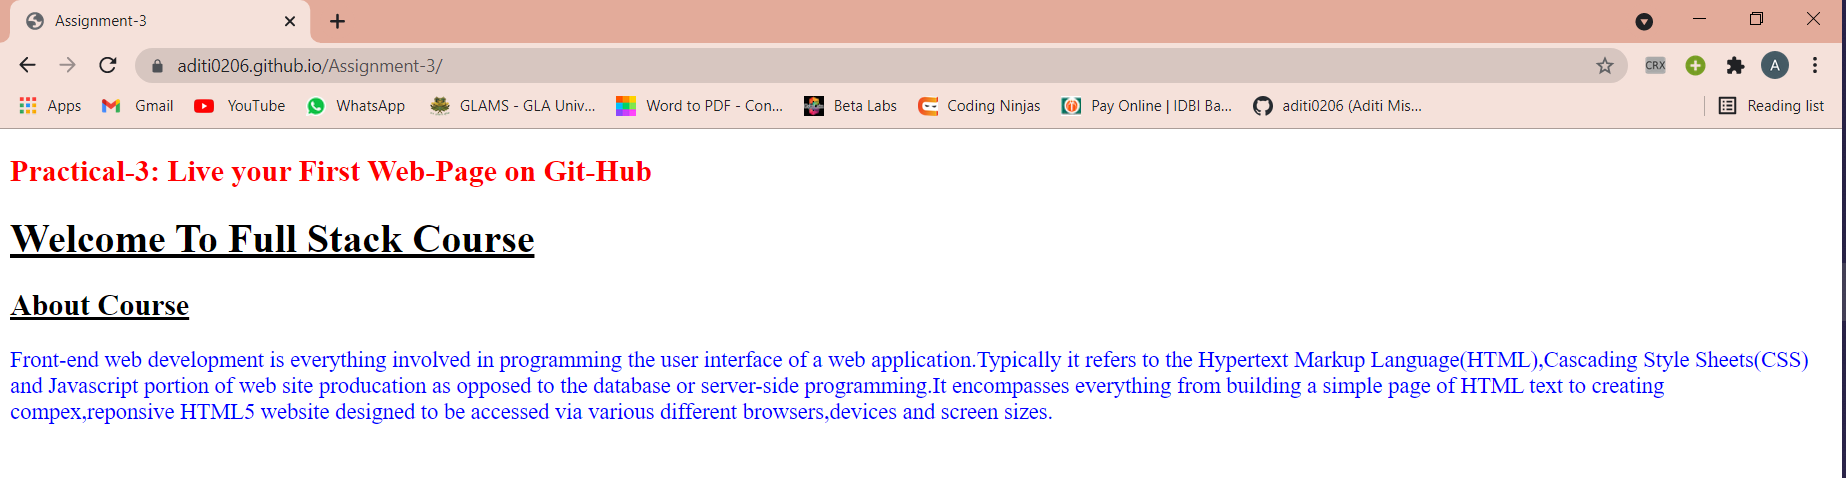 Assignment-3
aditi0206.github.io/Assignment-3/
CRX
A
Apps Gmail YouTube WhatsApp GLAMS - GLA Univ... Word to PDF - Con... Beta Labs Coding Ninjas Pay Online | IDBI Ba... aditi0206 (Aditi Mis... Reading list
Practical-3: Live your First Web-Page on Git-Hub
Welcome To Full Stack Course
About Course
Front-end web development is everything involved in programming the user interface of a web application.Typically it refers to the Hypertext Markup Language(HTML),Cascading Style Sheets(CSS)
and Javascript portion of web site producation as opposed to the database or server-side programming.It encompasses everything from building a simple page of HTML text to creating
compex,reponsive HTML5 website designed to be accessed via various different browsers,devices and screen sizes.